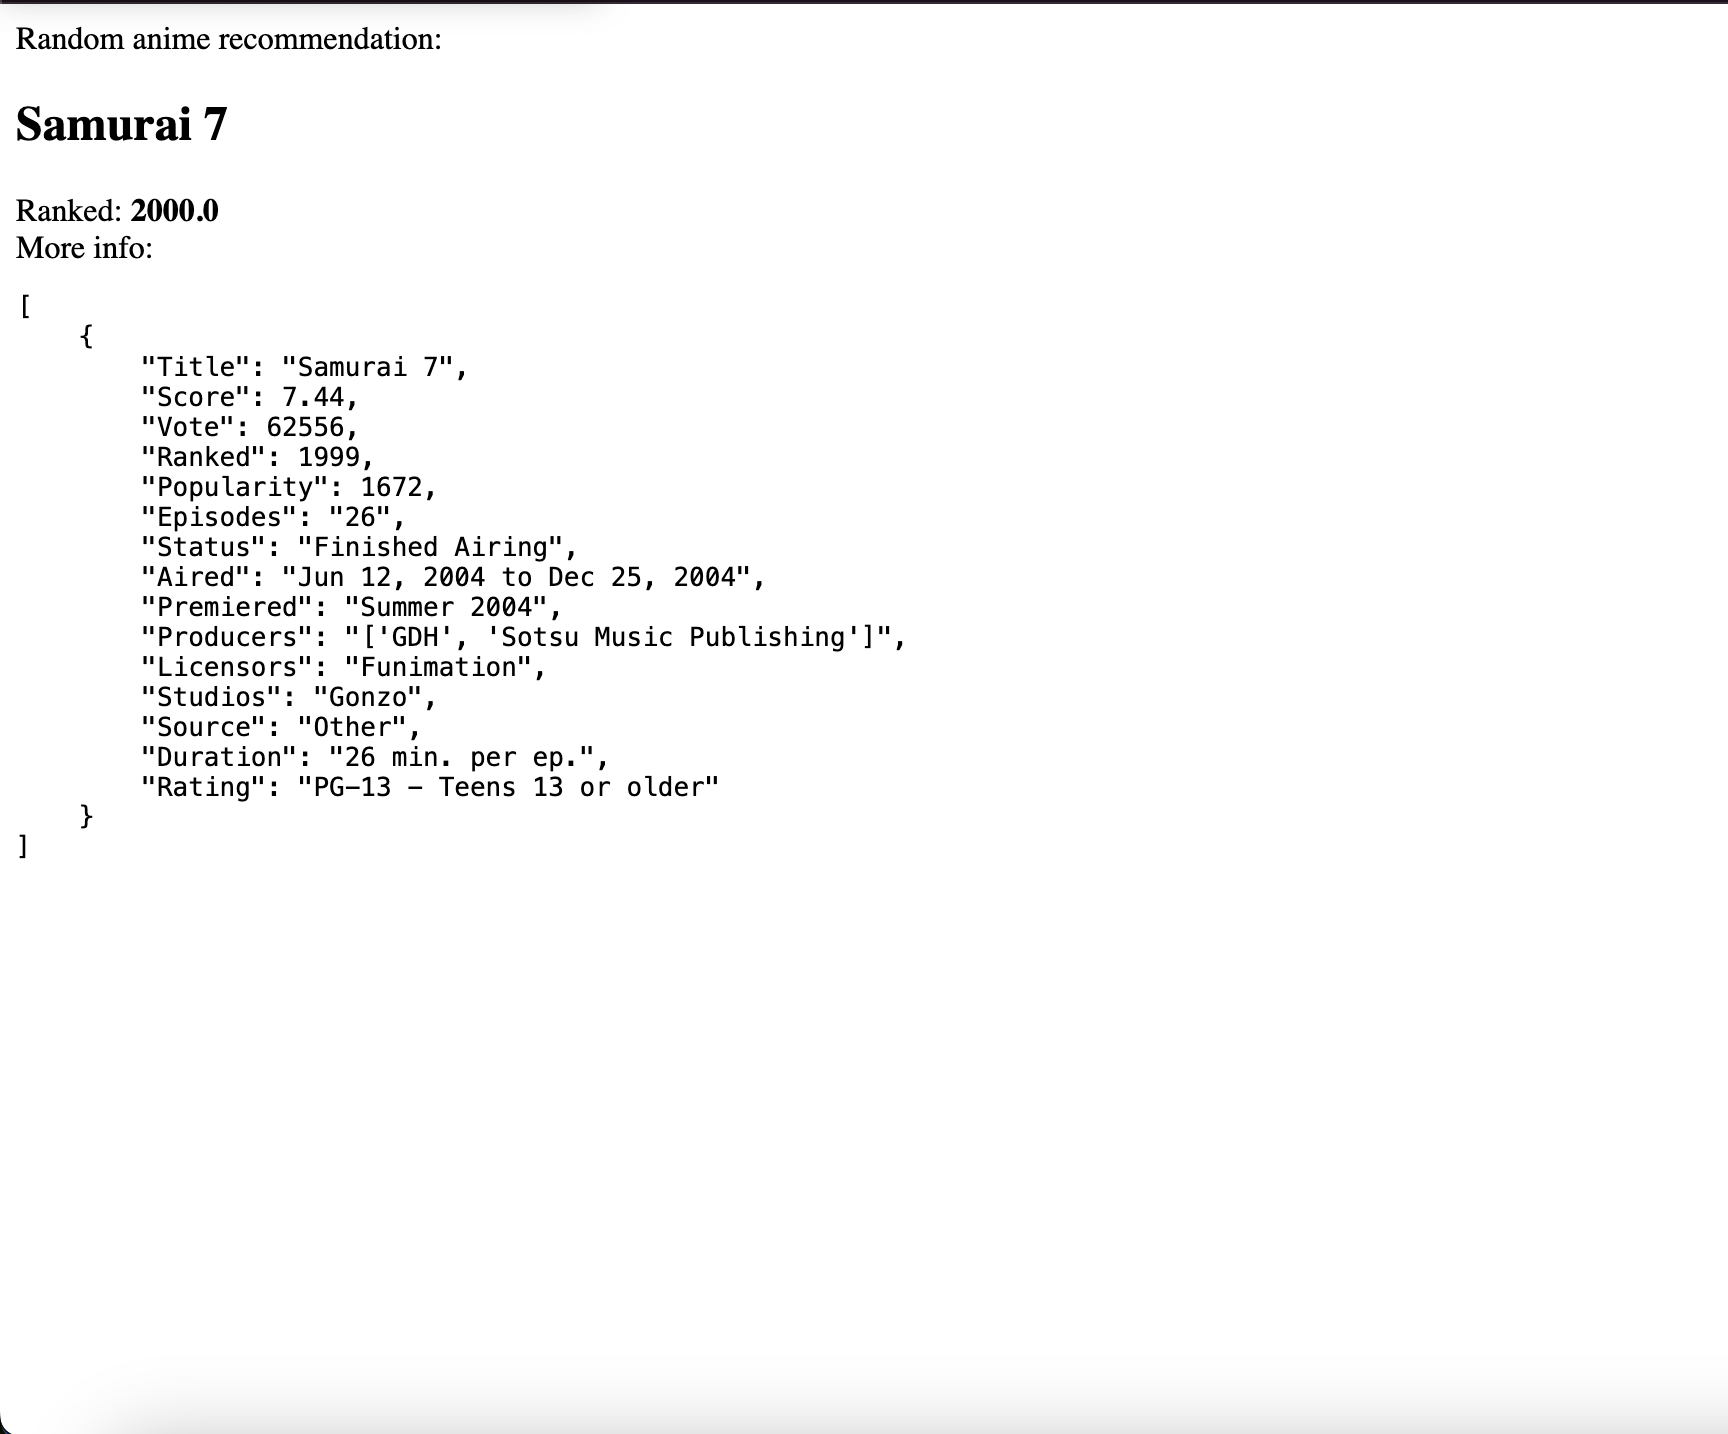 Random anime recommendation:
Samurai 7
Ranked: 2000.0
More info:
[
    {
        "Title": "Samurai 7",
        "Score": 7.44,
        "Vote": 62556,
        "Ranked": 1999,
        "Popularity": 1672,
        "Episodes": "26",
        "Status": "Finished Airing",
        "Aired": "Jun 12, 2004 to Dec 25, 2004",
        "Premiered": "Summer 2004",
        "Producers": "['GDH', 'Sotsu Music Publishing']",
        "Licensors": "Funimation",
        "Studios": "Gonzo",
        "Source": "Other",
        "Duration": "26 min. per ep.",
        "Rating": "PG-13 - Teens 13 or older"
    }
]